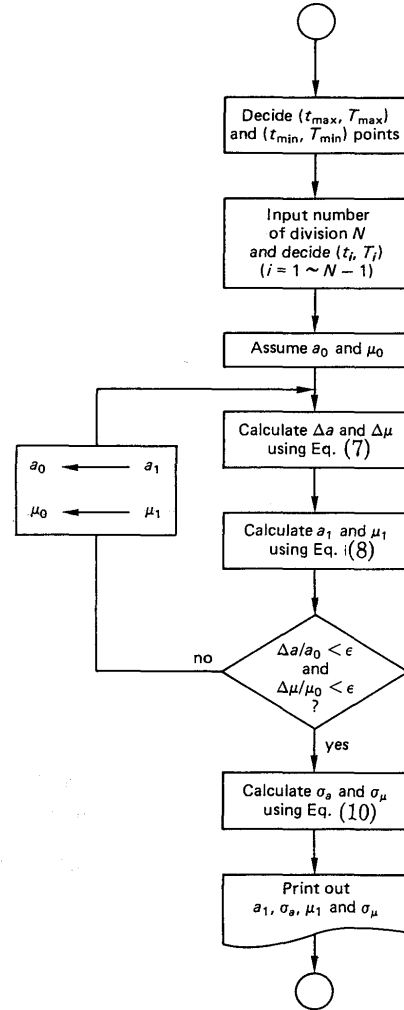 Decide (t_max, T_max)
and (t_min, T_min) points
Input number
of division N
and decide (t_i, T_i)
(i = 1 ~ N − 1)
Assume a_0 and μ_0
Calculate Δa and Δμ
using Eq. (7)
a_0 ← a_1
μ_0 ← μ_1
Calculate a_1 and μ_1
using Eq. (8)
Δa/a_0 < ϵ
and
Δμ/μ_0 < ϵ
?
no
yes
Calculate σ_a and σ_μ
using Eq. (10)
Print out
a_1, σ_a, μ_1 and σ_μ